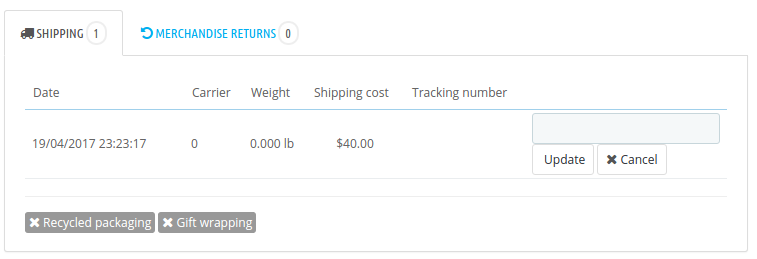 SHIPPING 1 MERCHANDISE RETURNS 0
Date Carrier Weight Shipping cost Tracking number
19/04/2017 23:23:17 0 0.000 lb $40.00
Update Cancel
Recycled packaging Gift wrapping